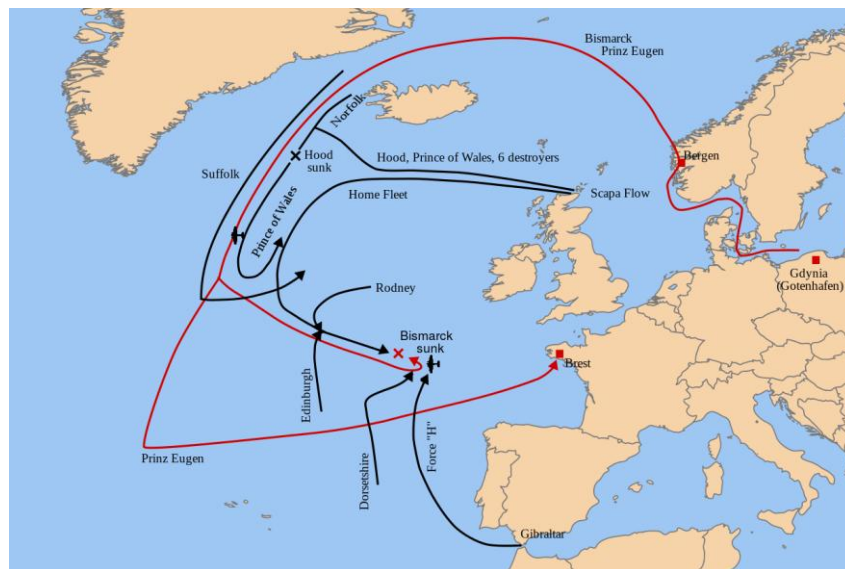 Bismarck
Prinz Eugen
Norfolk
Bergen
Hood
sunk
Hood, Prince of Wales, 6 destroyers
Suffolk
Home Fleet
Scapa Flow
Prince of Wales
Gdynia
(Gotenhafen)
Rodney
Bismarck
sunk
Brest
Edinburgh
Prinz Eugen
Dorsetshire
Force "H"
Gibraltar